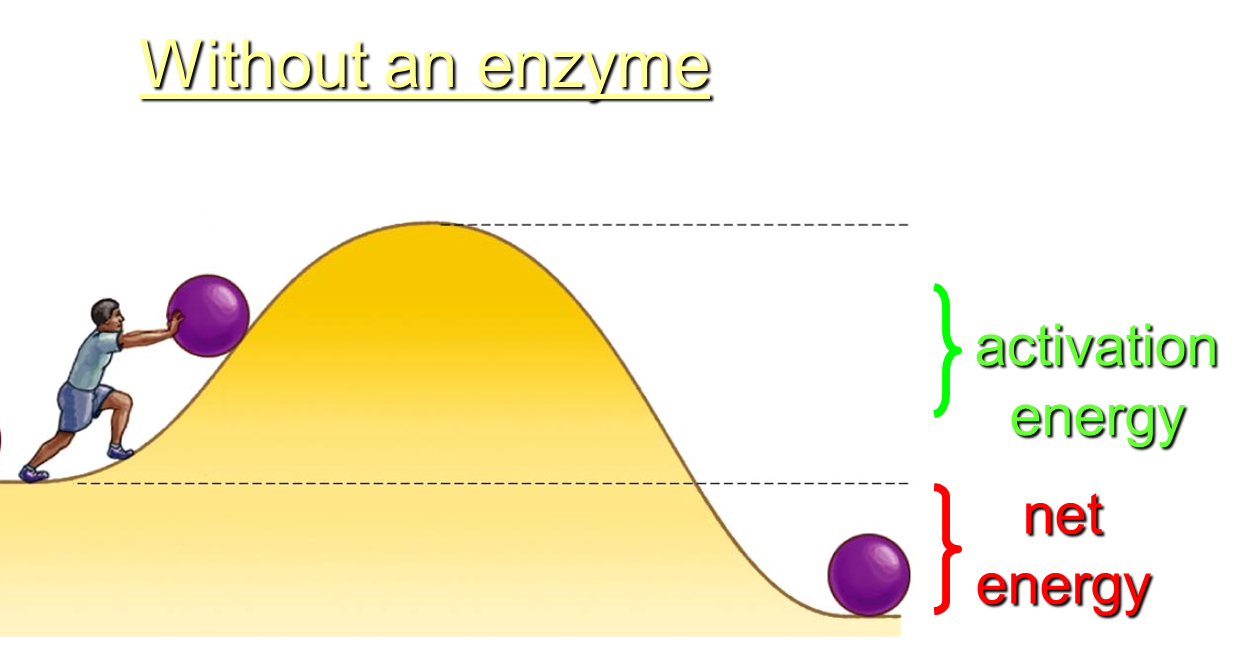 Without an enzyme
activation
energy
net
energy